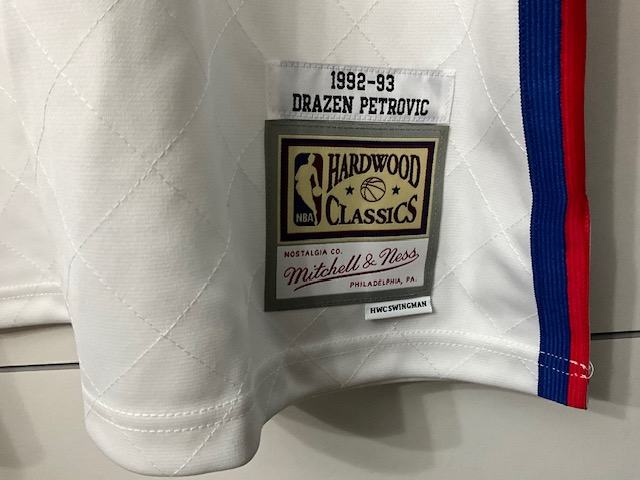 1992-93
DRAZEN PETROVIC
HARDWOOD
CLASSICS
NBA
NOSTALGIA CO.
Mitchell & Ness
PHILADELPHIA, PA.
HWC SWINGMAN